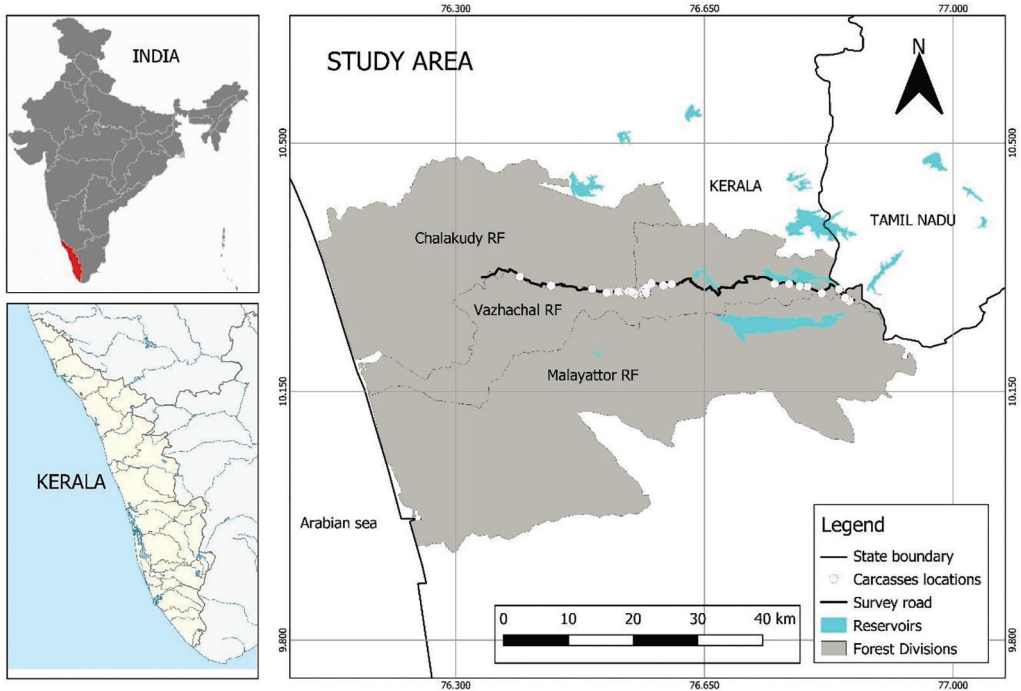 INDIA
KERALA
76.300
76.650
77.000
STUDY AREA
N
10.500
10.500
KERALA
TAMIL NADU
Chalakudy RF
Vazhachal RF
Malayattor RF
10.150
10.150
Arabian sea
Legend
State boundary
Carcasses locations
Survey road
Reservoirs
Forest Divisions
0 10 20 30 40 km
9.800
9.800
76.300
76.650
77.000